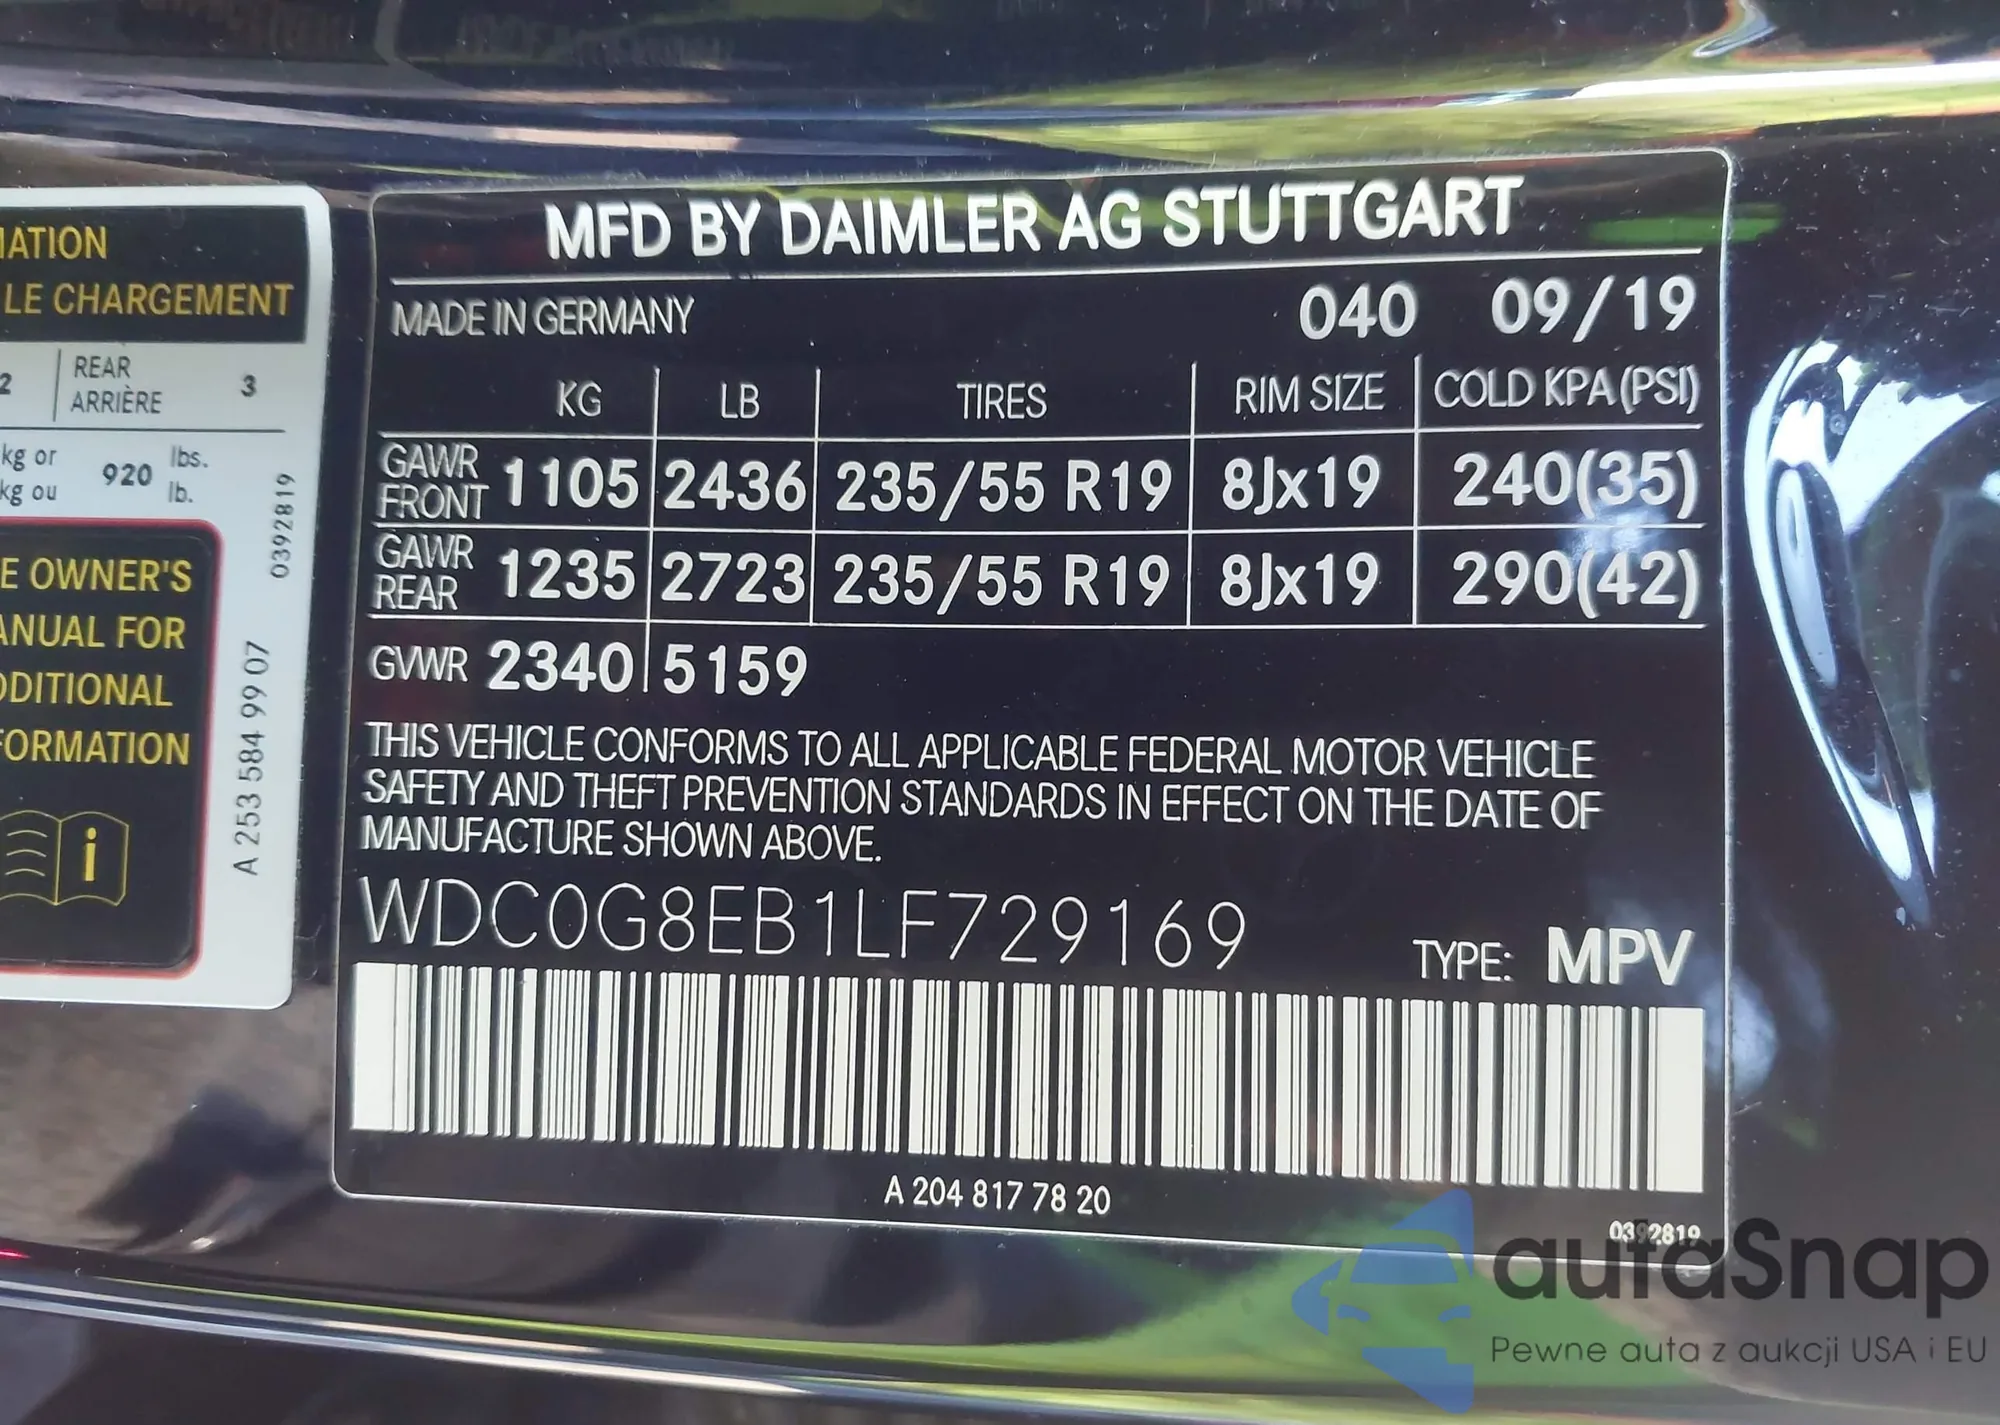 MATION
LE CHARGEMENT
2 REAR
ARRIÈRE 3
kg or
kg ou 920 lbs.
lb.
0392819
OWNER'S
FOR
A 253 584 99 07
MFD BY DAIMLER AG STUTTGART
MADE IN GERMANY 040 09/19
KG LB TIRES RIM SIZE COLD KPA(PSI)
GAWR
FRONT 1105 2436 235/55 R19 8Jx19 240(35)
GAWR
REAR 1235 2723 235/55 R19 8Jx19 290(42)
GVWR 2340 5159
THIS VEHICLE CONFORMS TO ALL APPLICABLE FEDERAL MOTOR VEHICLE
SAFETY AND THEFT PREVENTION STANDARDS IN EFFECT ON THE DATE OF
MANUFACTURE SHOWN ABOVE.
WDC0G8EB1LF729169 TYPE: MPV
A 204 817 78 20
0392819
autaSnap
Pewne auta z aukcji USA i EU